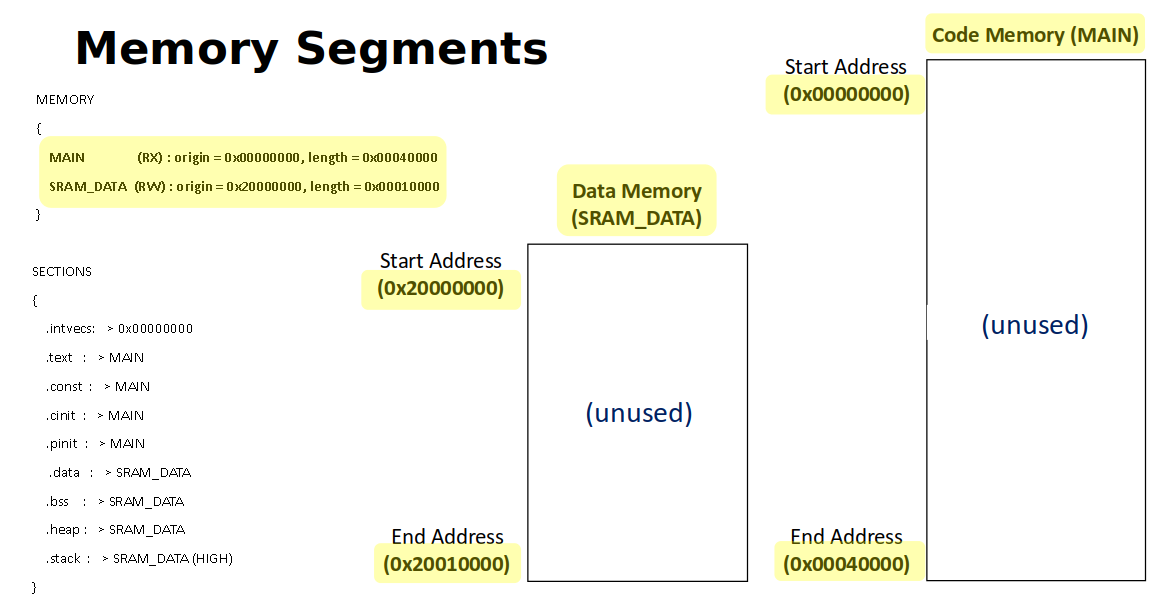 Memory Segments
MEMORY
{
MAIN (RX) : origin = 0x00000000, length = 0x00040000
SRAM_DATA (RW) : origin = 0x20000000, length = 0x00010000
}
SECTIONS
{
.intvecs: > 0x00000000
.text : > MAIN
.const : > MAIN
.cinit : > MAIN
.pinit : > MAIN
.data : > SRAM_DATA
.bss : > SRAM_DATA
.heap : > SRAM_DATA
.stack : > SRAM_DATA (HIGH)
}
Data Memory
(SRAM_DATA)
Start Address
(0x20000000)
(unused)
End Address
(0x20010000)
Code Memory (MAIN)
Start Address
(0x00000000)
(unused)
End Address
(0x00040000)